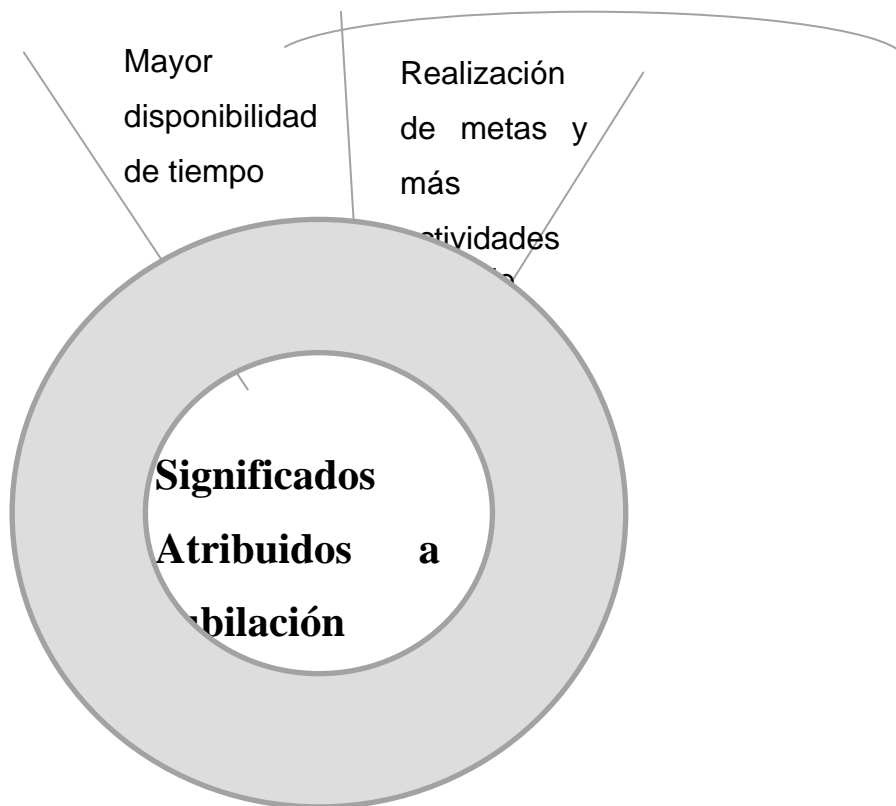 Mayor
disponibilidad
de tiempo
Realización
de metas y
más
Significados
Atribuidos a